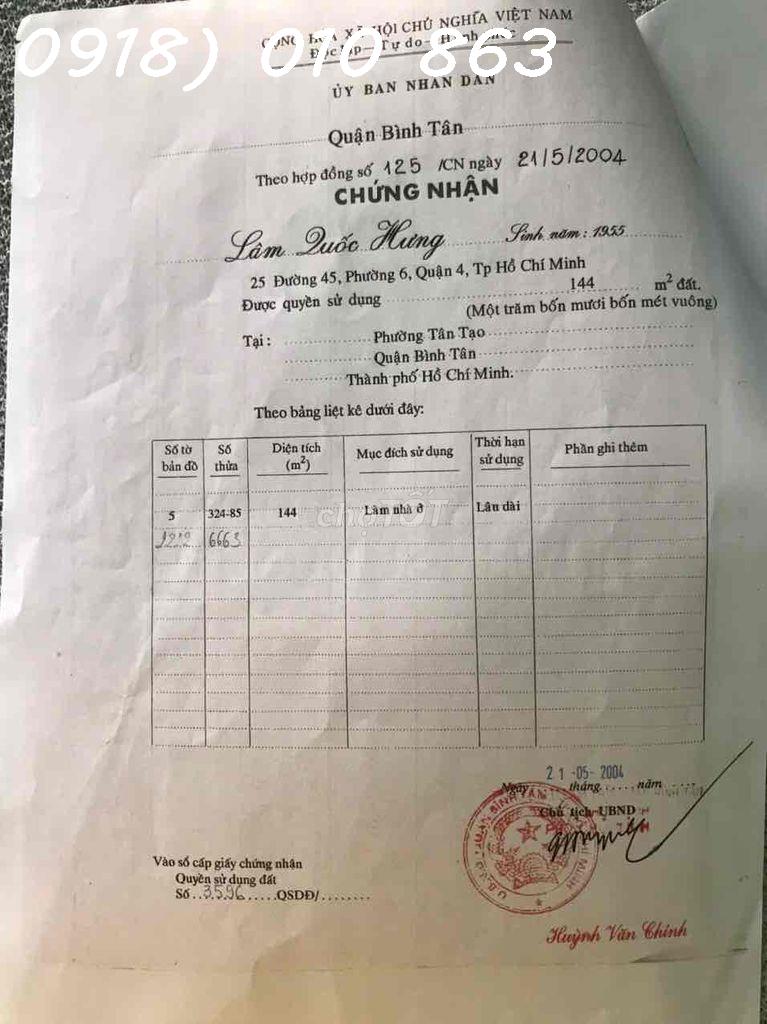 CỘNG HÒA XÃ HỘI CHỦ NGHĨA VIỆT NAM
Độc lập - Tự do - Hạnh Phúc
(0918) 010 863
ỦY BAN NHÂN DÂN
Quận Bình Tân
Theo hợp đồng số 125 /CN ngày 21/5/2004
CHỨNG NHẬN
Lâm Quốc Hưng Sinh năm: 1955
25 Đường 45, Phường 6, Quận 4, Tp Hồ Chí Minh
Được quyền sử dụng 144 m² đất.
(Một trăm bốn mươi bốn mét vuông)
Tại: Phường Tân Tạo
Quận Bình Tân
Thành phố Hồ Chí Minh.
Theo bảng liệt kê dưới đây:
Số tờ bản đồ Số thửa Diện tích (m²) Mục đích sử dụng Thời hạn sử dụng Phần ghi thêm
5 324-85 144 Làm nhà ở Lâu dài
chợTỐT
122 6663
21-05-2004
Ngày tháng......năm.....
Chủ tịch UBND
Vào sổ cấp giấy chứng nhận
Quyền sử dụng đất
Số..3596.....QSDĐ/........
Huỳnh Văn Chính